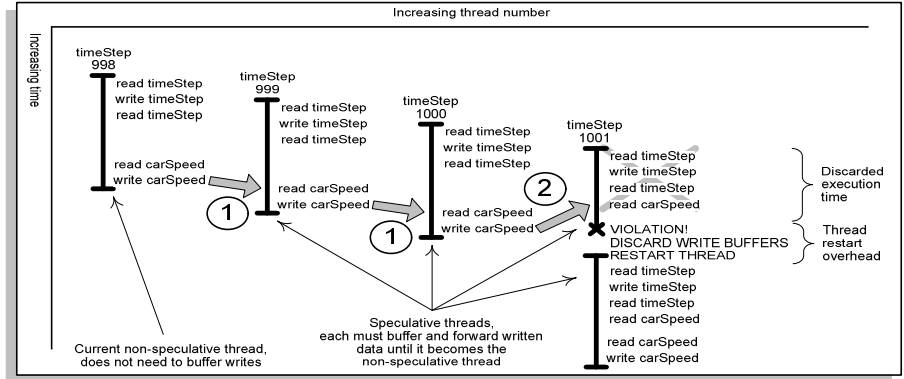 Increasing thread number
Increasing time
timeStep
998
read timeStep
write timeStep
read timeStep
read carSpeed
write carSpeed
timeStep
999
read timeStep
write timeStep
read timeStep
read carSpeed
write carSpeed
1
timeStep
1000
read timeStep
write timeStep
read timeStep
read carSpeed
write carSpeed
1
timeStep
1001
read timeStep
write timeStep
read timeStep
read carSpeed
2
VIOLATION!
DISCARD WRITE BUFFERS
RESTART THREAD
read timeStep
write timeStep
read timeStep
read carSpeed
read carSpeed
write carSpeed
Discarded
execution
time
Thread
restart
overhead
Current non-speculative thread,
does not need to buffer writes
Speculative threads,
each must buffer and forward written
data until it becomes the
non-speculative thread